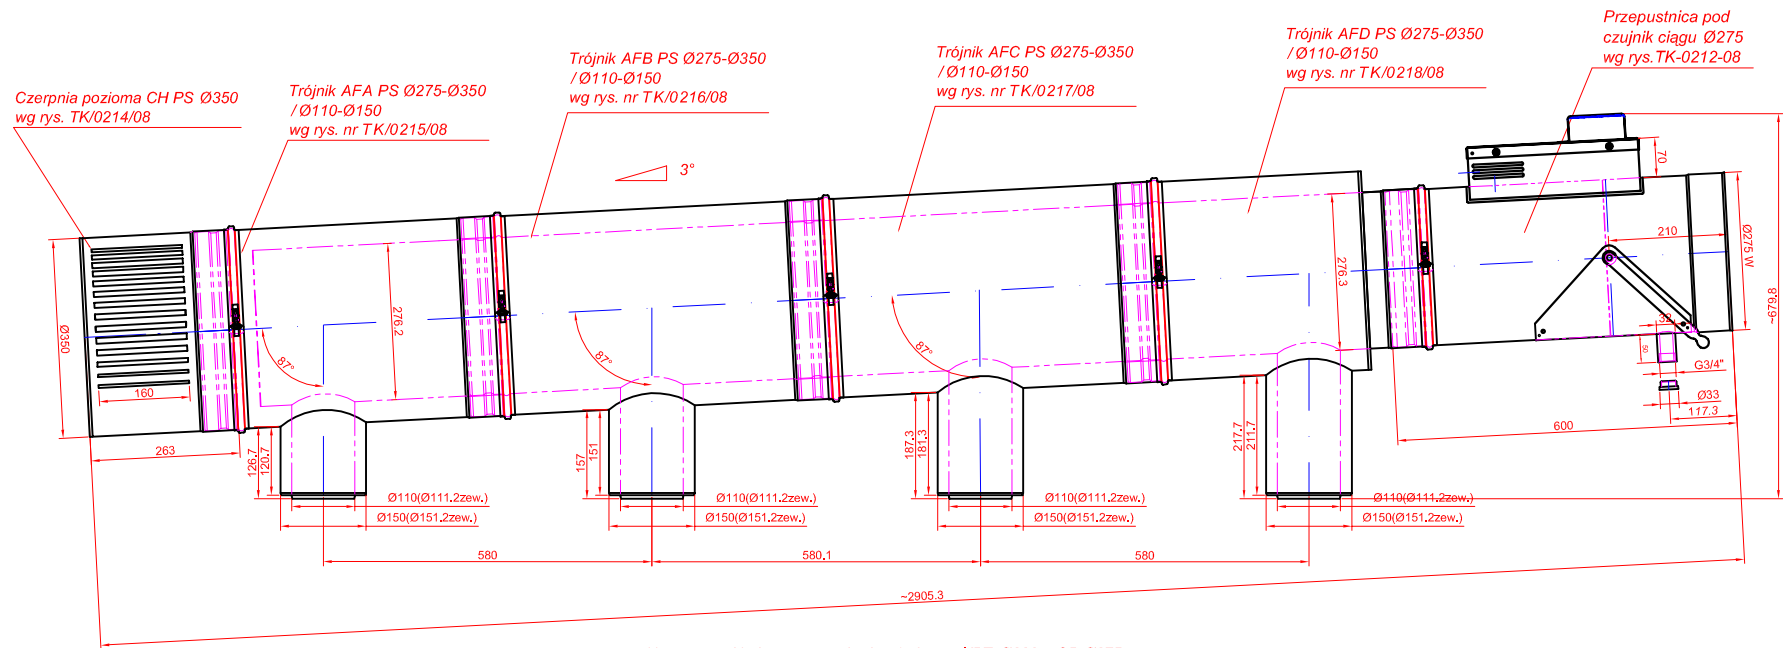 Czerpnia pozioma CH PS Ø350
wg rys. TK/0214/08
Trójnik AFA PS Ø275-Ø350
/ Ø110-Ø150
wg rys. nr TK/0215/08
Trójnik AFB PS Ø275-Ø350
/ Ø110-Ø150
wg rys. nr TK/0216/08
Trójnik AFC PS Ø275-Ø350
/ Ø110-Ø150
wg rys. nr TK/0217/08
Trójnik AFD PS Ø275-Ø350
/ Ø110-Ø150
wg rys. nr TK/0218/08
Przepustnica pod
czujnik ciągu Ø275
wg rys.TK-0212-08
3°
70
210
Ø275 W
~679.8
Ø350
276.2
276.3
87°
87°
87°
160
263
32
50
G3/4"
Ø33
117.3
600
126.7
120.7
157
151
187.3
181.3
217.7
211.7
Ø110(Ø111.2zew.)
Ø150(Ø151.2zew.)
Ø110(Ø111.2zew.)
Ø150(Ø151.2zew.)
Ø110(Ø111.2zew.)
Ø150(Ø151.2zew.)
Ø110(Ø111.2zew.)
Ø150(Ø151.2zew.)
580
580.1
580
~2905.3